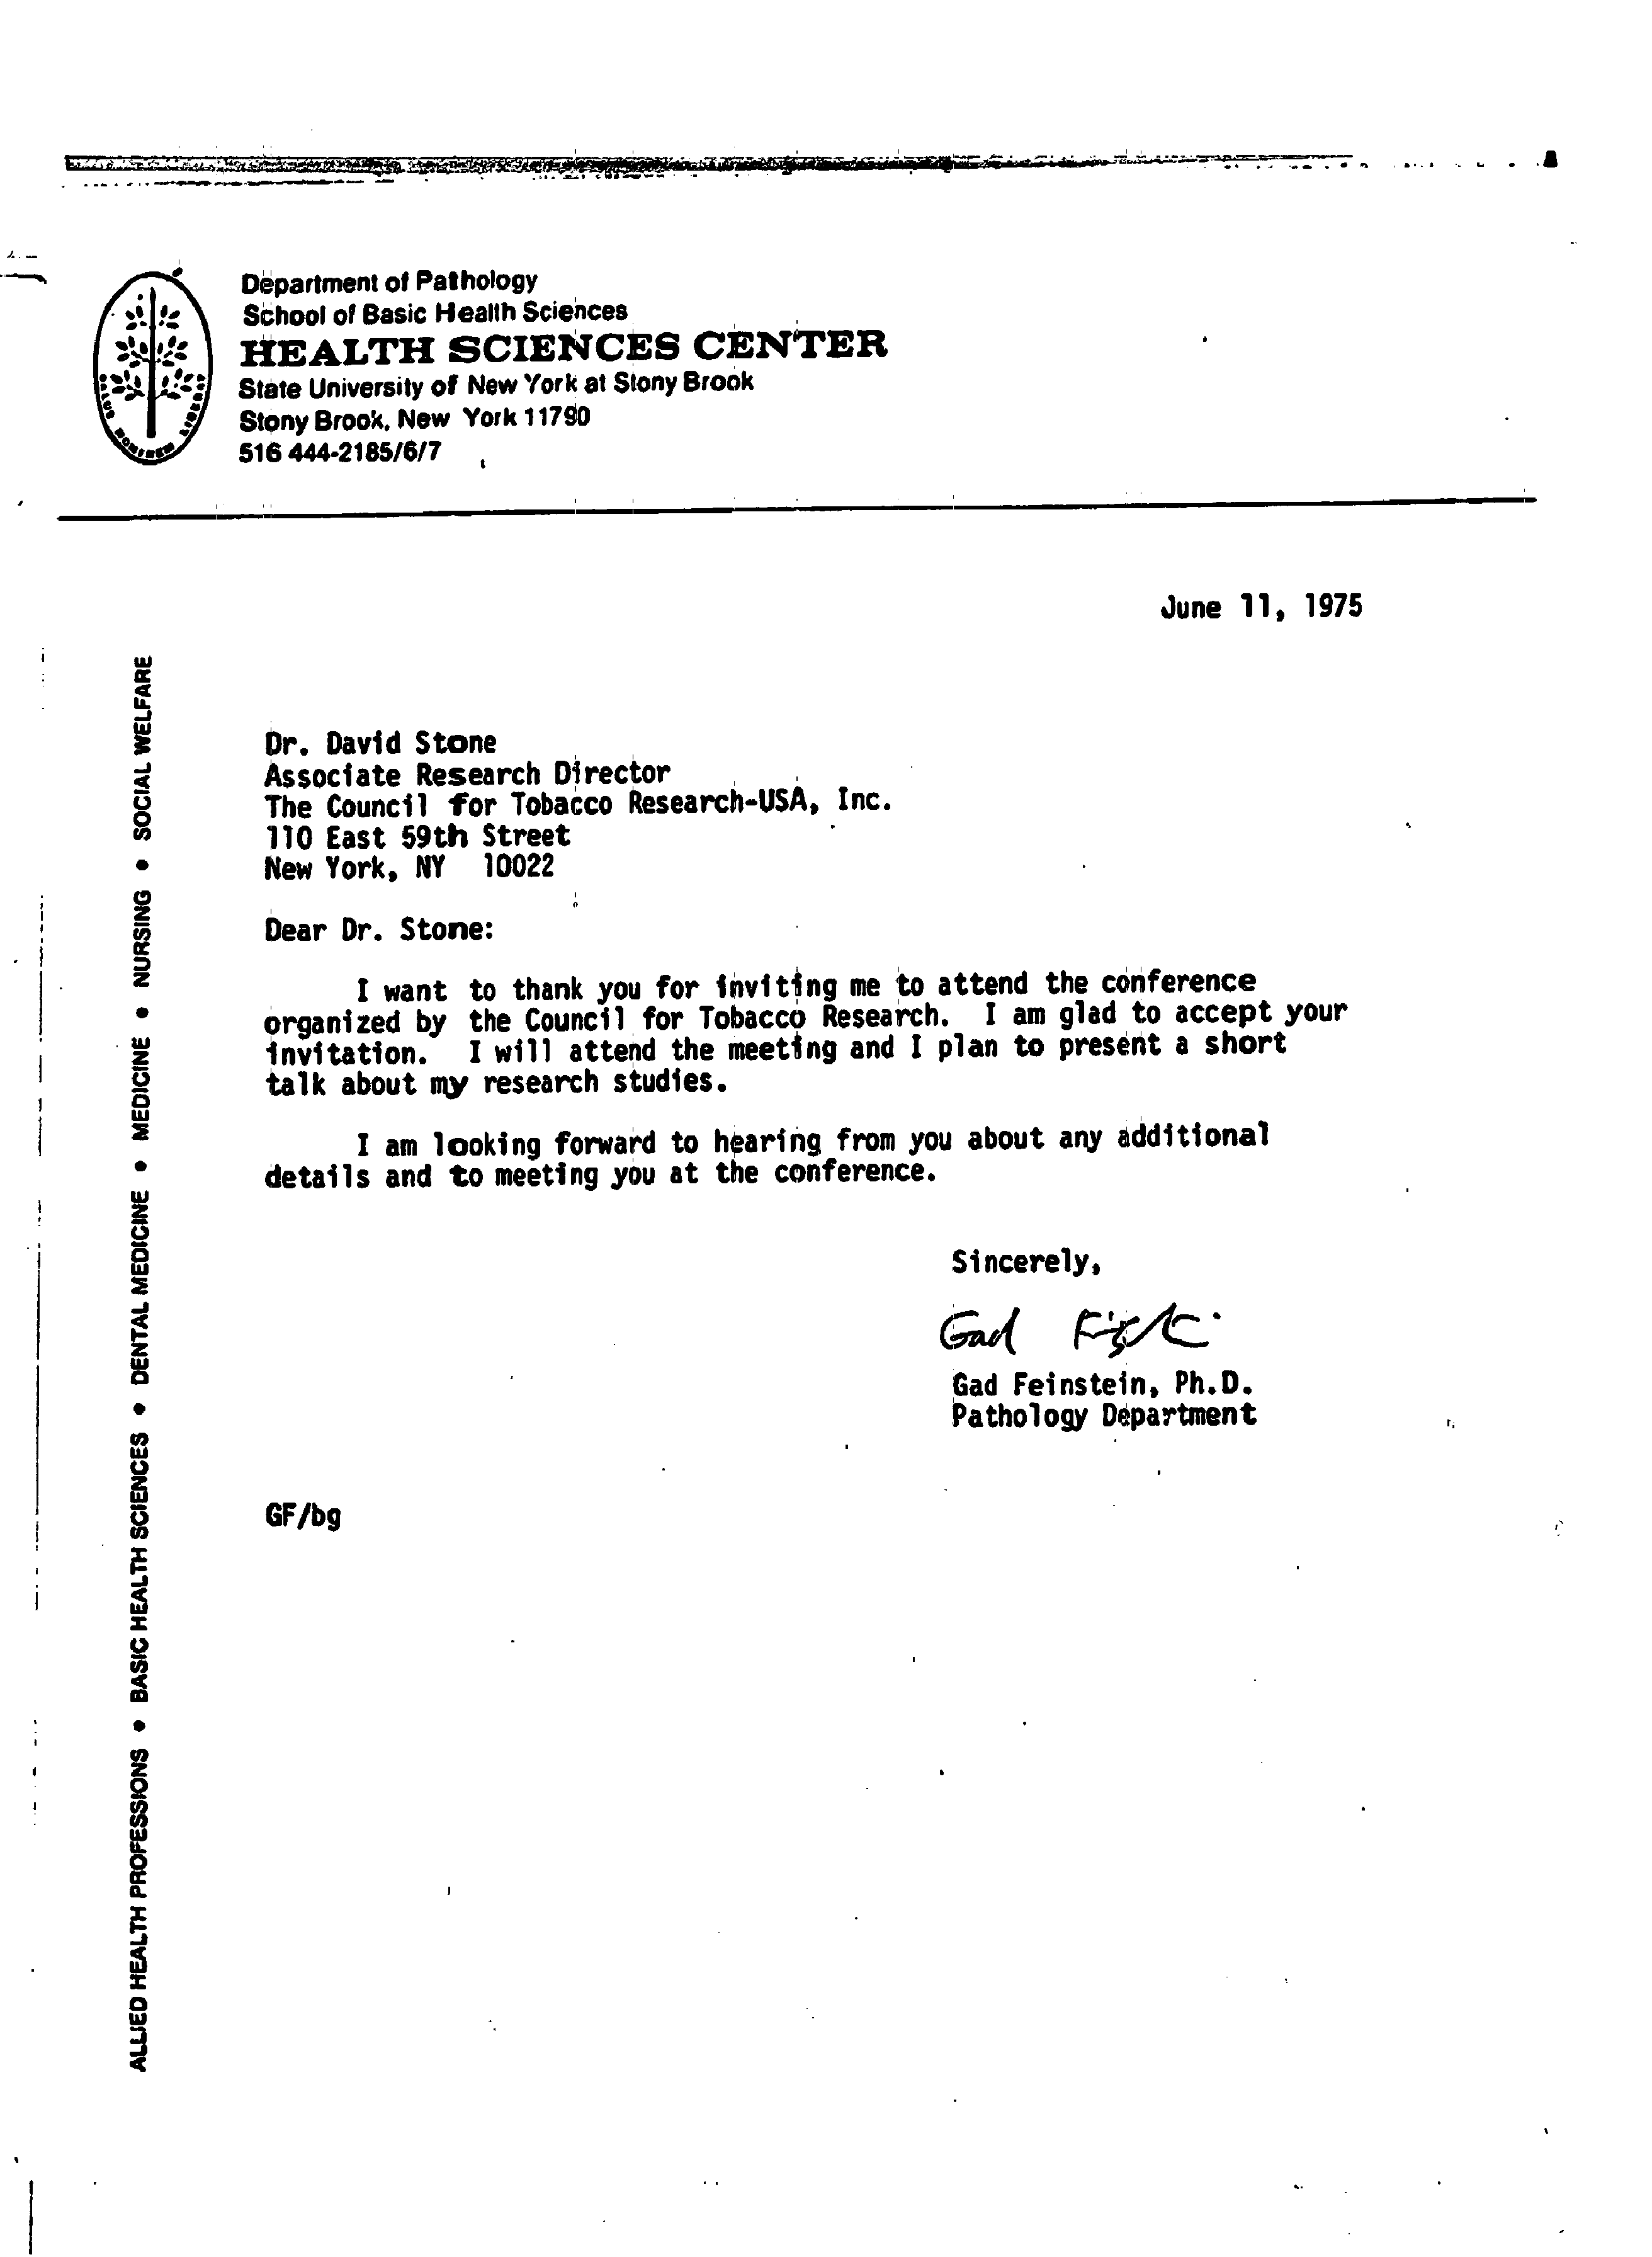 Department of Pathology
School of Basic Health Sciences
HEALTH SCIENCES CENTER
State University of New York at Stony Brook
Stony Brook, New York 11790
516 444-2185/6/7
June 11, 1975
ALLIED HEALTH PROFESSIONS • BASIC HEALTH SCIENCES • DENTAL MEDICINE • MEDICINE • NURSING • SOCIAL WELFARE
Dr. David Stone
Associate Research Director
The Council for Tobacco Research-USA, Inc.
110 East 59th Street
New York, NY 10022
Dear Dr. Stone:
I want to thank you for inviting me to attend the conference
organized by the Council for Tobacco Research. I am glad to accept your
invitation. I will attend the meeting and I plan to present a short
talk about my research studies.
I am looking forward to hearing from you about any additional
details and to meeting you at the conference.
Sincerely,
Gad
Gad Feinstein, Ph.D.
Pathology Department
GF/bg